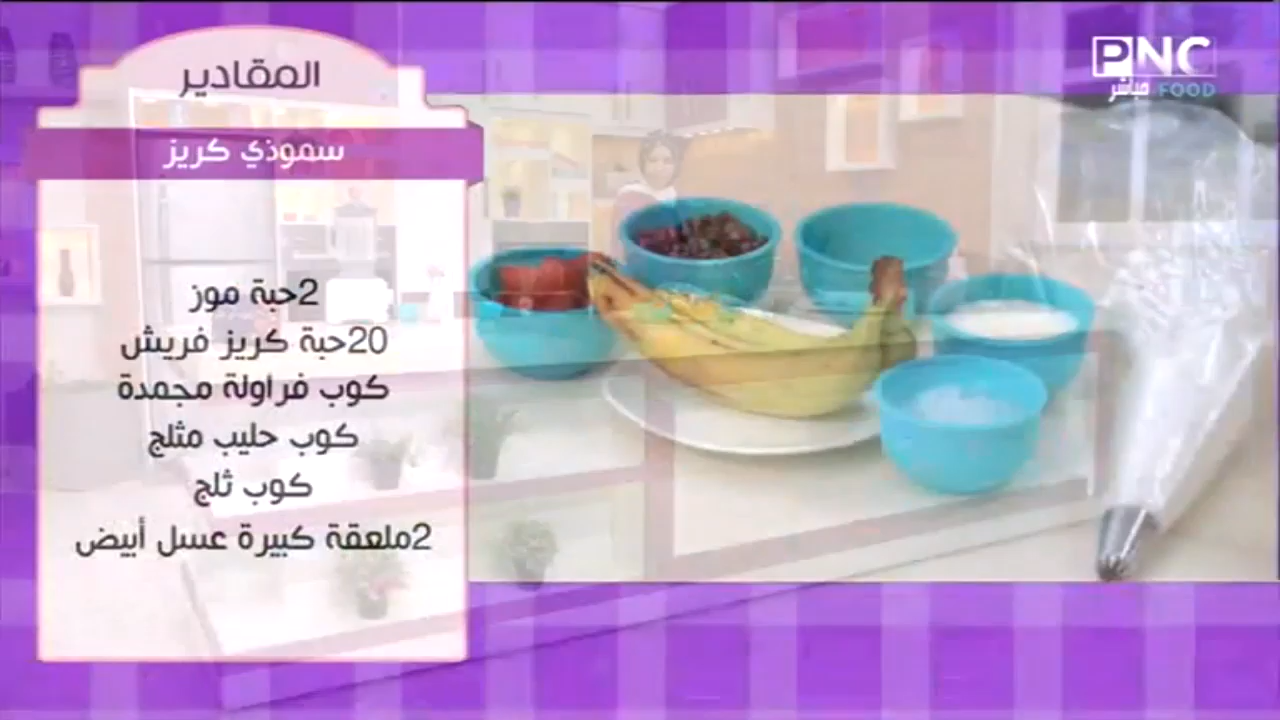 المقادير
سموذي كريز
2حبة موز
20حبة كريز فريش
كوب فراولة مجمدة
كوب حليب مثلج
كوب ثلج
2ملعقة كبيرة عسل أبيض
PNC
مباشر FOOD